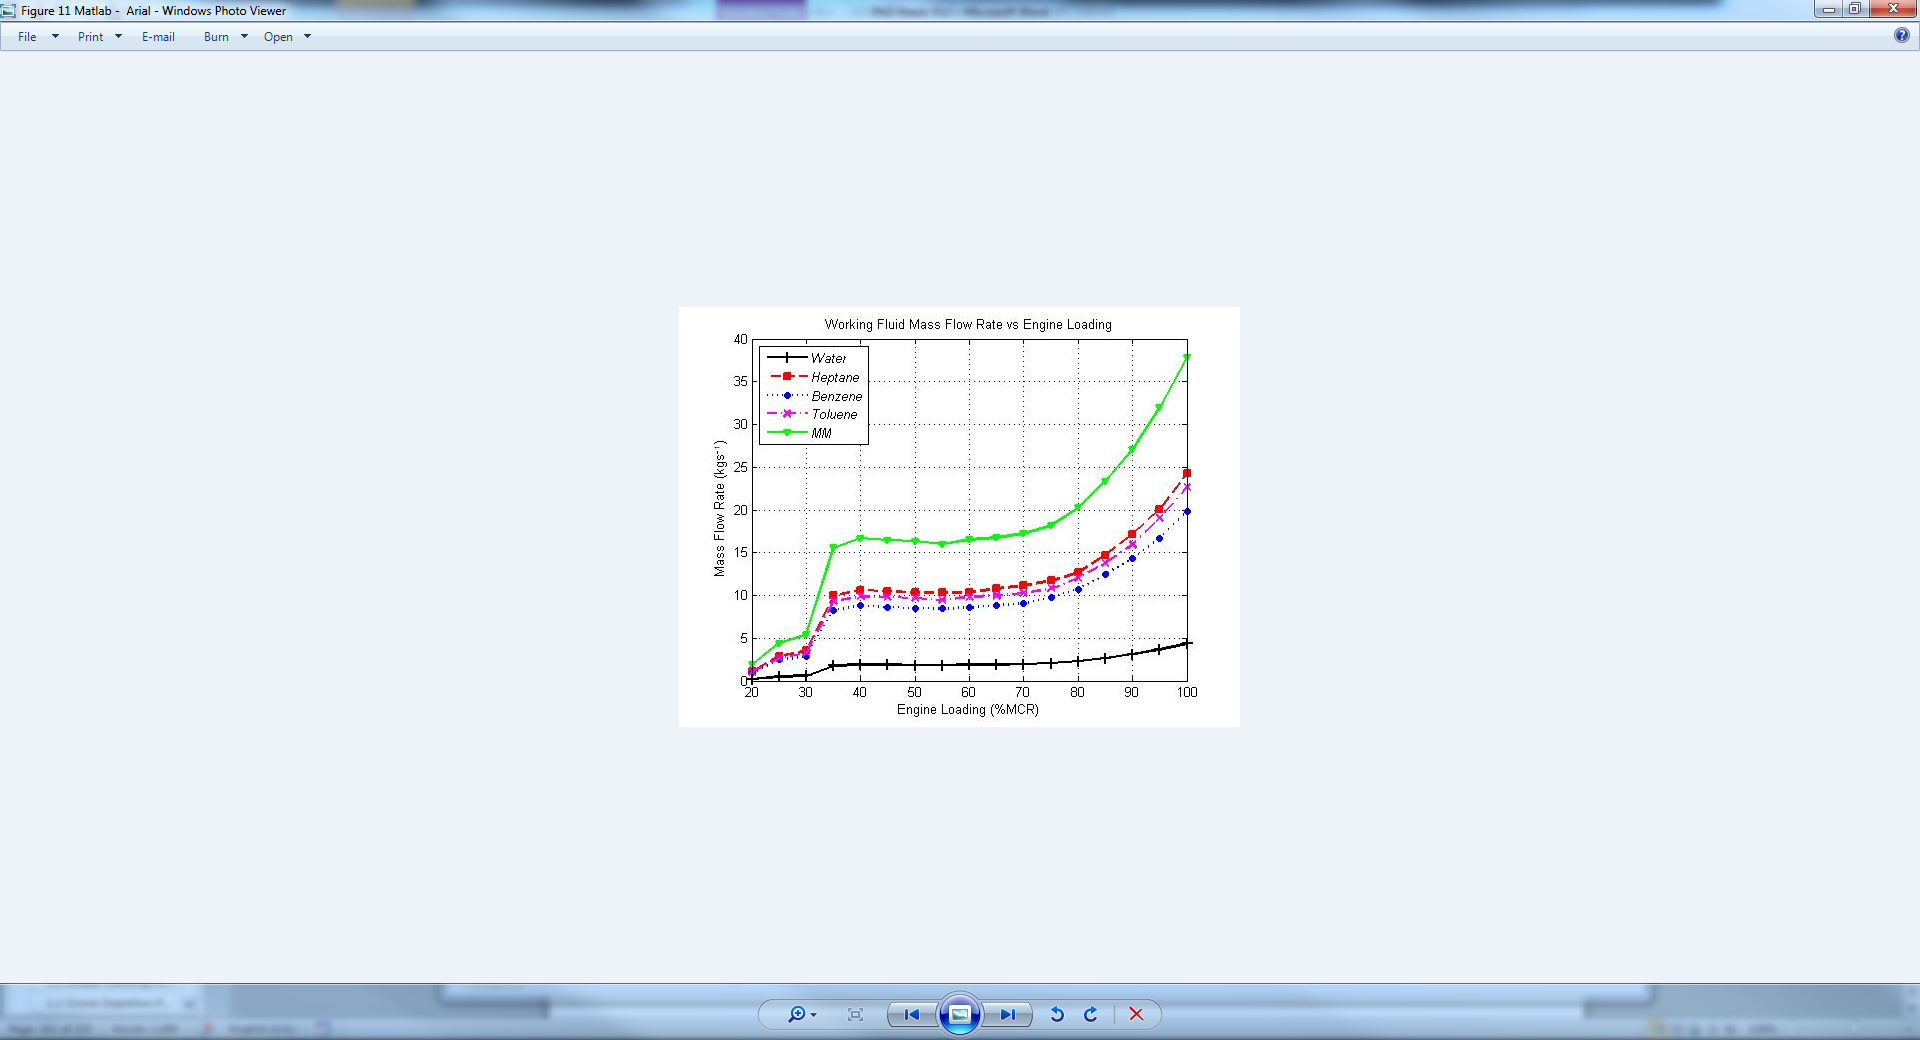 Figure 11 Matlab - Arial - Windows Photo Viewer
File Print E-mail Burn Open
Working Fluid Mass Flow Rate vs Engine Loading
40
35
30
25
20
15
10
5
0
Mass Flow Rate (kgs⁻¹)
Water
Heptane
Benzene
Toluene
MM
20 30 40 50 60 70 80 90 100
Engine Loading (%MCR)